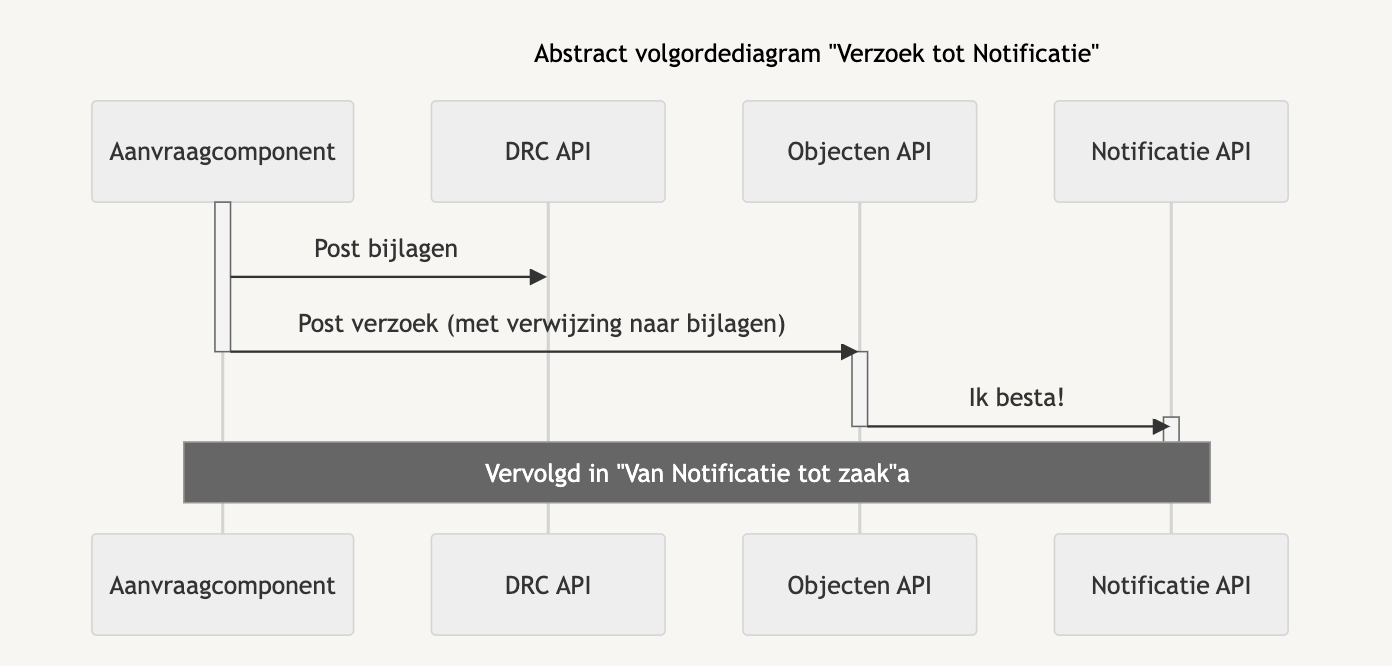 Abstract volgordediagram "Verzoek tot Notificatie"
Aanvraagcomponent
DRC API
Objecten API
Notificatie API
Post bijlagen
Post verzoek (met verwijzing naar bijlagen)
Ik besta!
Vervolgd in "Van Notificatie tot zaak"a
Aanvraagcomponent
DRC API
Objecten API
Notificatie API